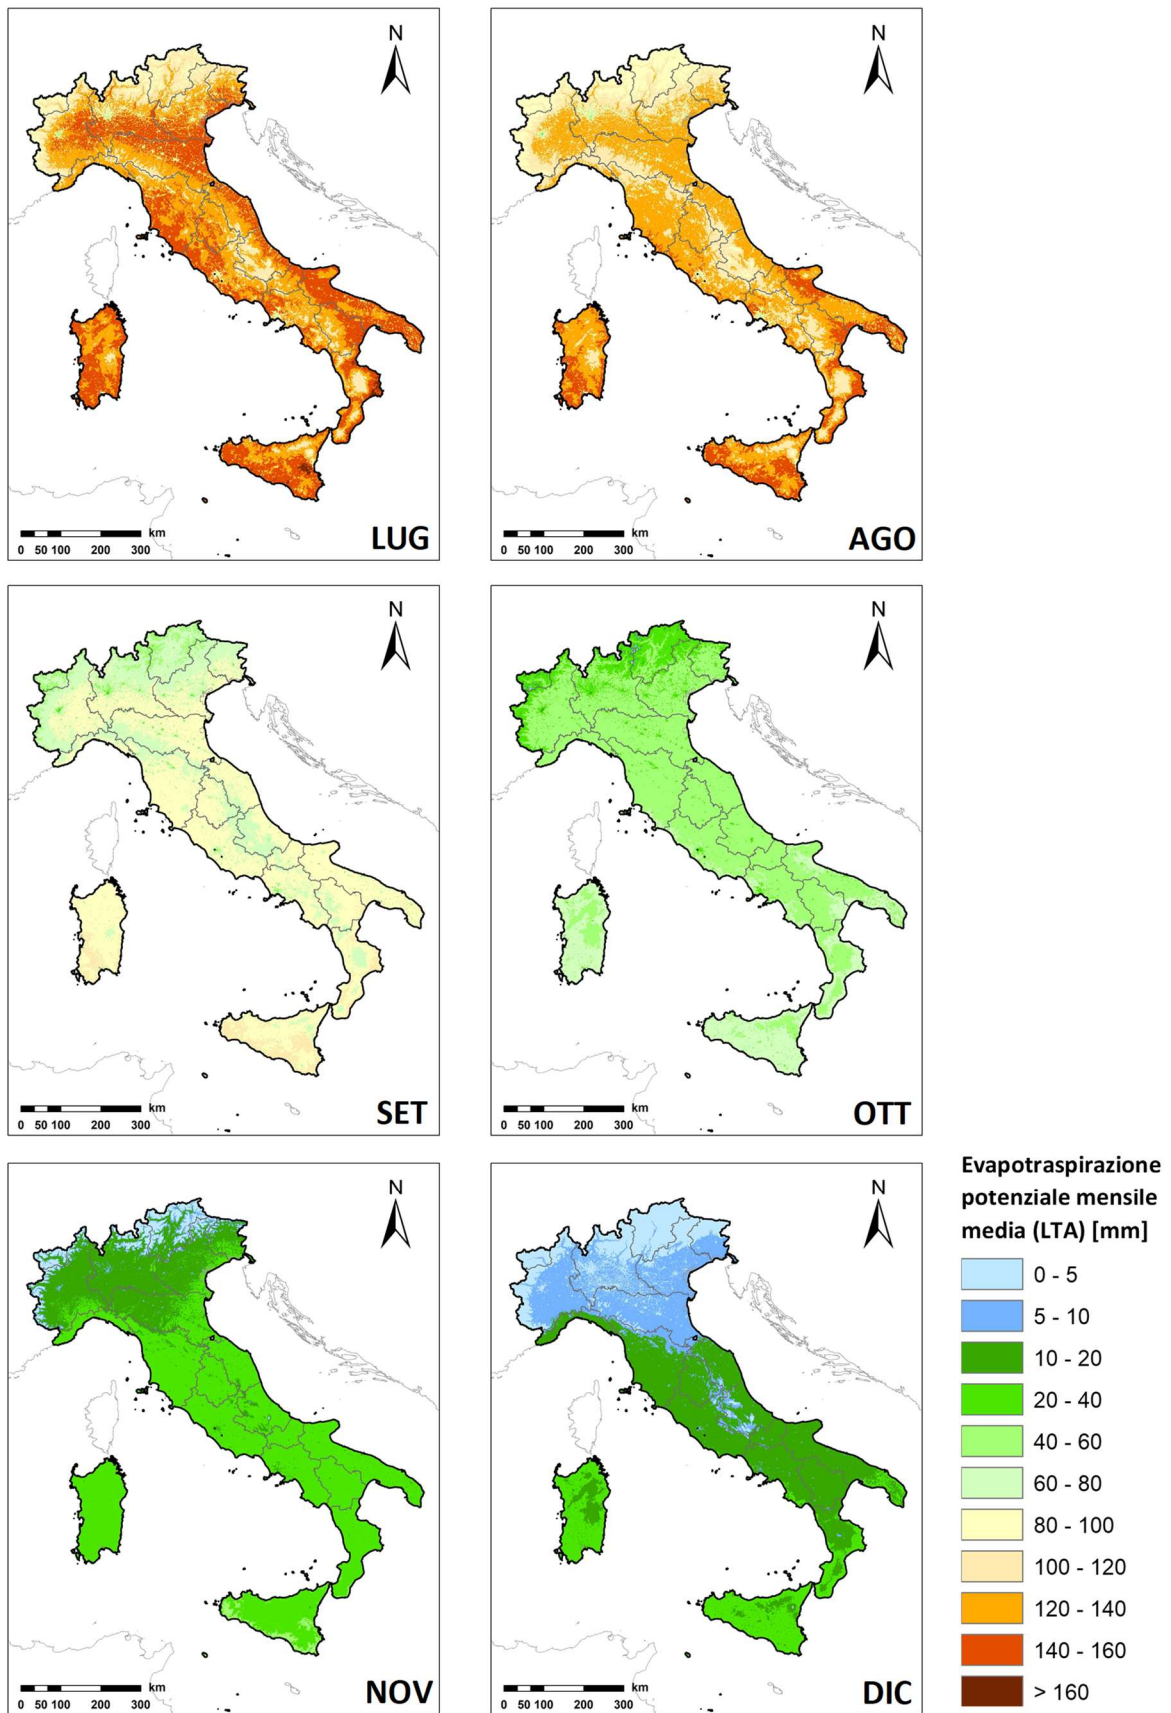 N
km
0 50 100 200 300
LUG
N
km
0 50 100 200 300
AGO
N
km
0 50 100 200 300
SET
N
km
0 50 100 200 300
OTT
N
km
0 50 100 200 300
NOV
N
km
0 50 100 200 300
DIC
Evapotraspirazione
potenziale mensile
media (LTA) [mm]
0 - 5
5 - 10
10 - 20
20 - 40
40 - 60
60 - 80
80 - 100
100 - 120
120 - 140
140 - 160
> 160